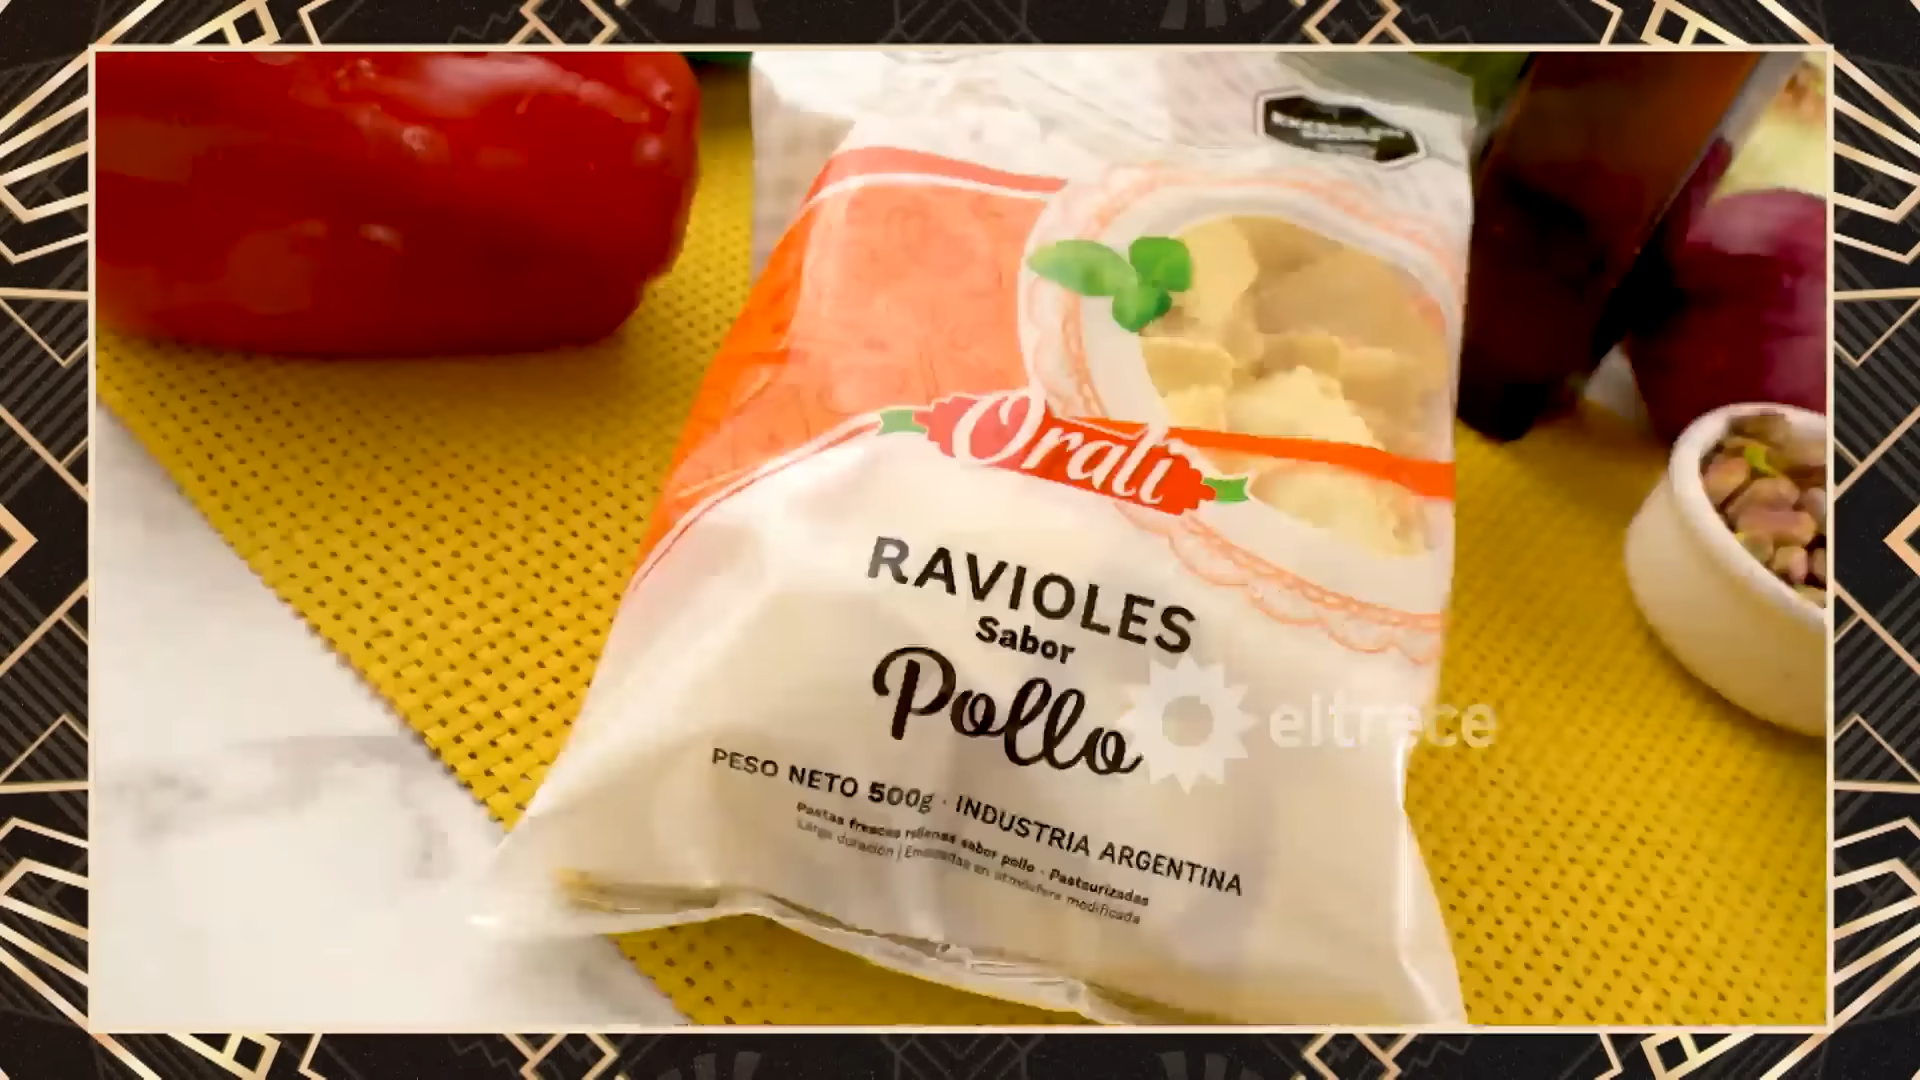 Orali
RAVIOLES
Sabor
Pollo
eltrece
PESO NETO 500g · INDUSTRIA ARGENTINA
Pastas frescas rellenas sabor pollo · Pasteurizadas
Larga duración | Envasadas en atmósfera modificada